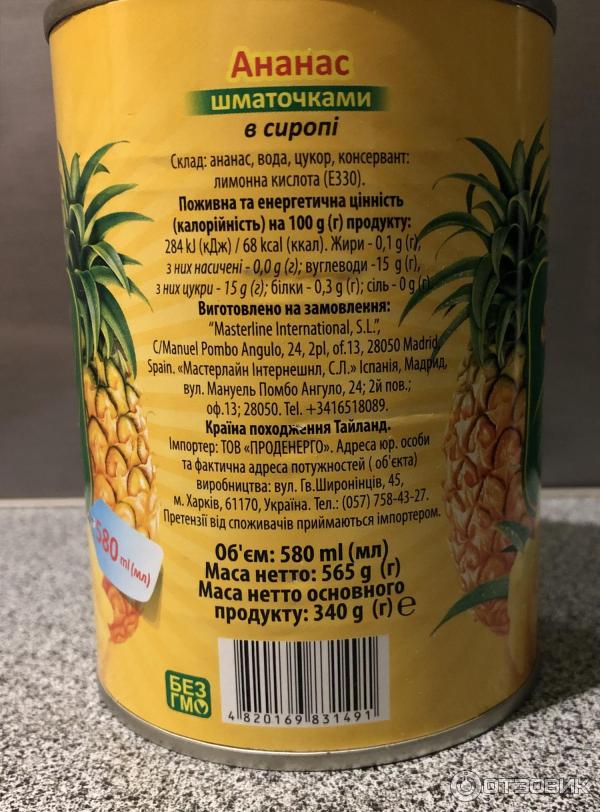 Ананас
шматочками
в сиропі
Склад: ананас, вода, цукор, консервант:
лимонна кислота (Е330).
Поживна та енергетична цінність
(калорійність) на 100 g (г) продукту:
284 kJ (кДж) / 68 kcal (ккал). Жири - 0,1 g (г),
з них насичені - 0,0 g (г); вуглеводи -15 g (г),
з них цукри - 15 g (г); білки - 0,3 g (г); сіль - 0 g (г)
Виготовлено на замовлення:
"Masterline International, S.L.",
C/Manuel Pombo Angulo, 24, 2pl, of.13, 28050 Madrid,
Spain. «Мастерлайн Інтернешнл, С.Л.» Іспанія, Мадрид,
вул. Мануель Помбо Ангуло, 24; 2й пов.;
оф.13; 28050. Tel. +3416518089.
Країна походження Тайланд.
Імпортер: ТОВ «ПРОДЕНЕРГО». Адреса юр. особи
та фактична адреса потужностей ( об'єкта)
виробництва: вул. Гв.Широнінців, 45,
м. Харків, 61170, Україна. Тел.: (057) 758-43-27.
Претензії від споживачів приймаються імпортером.
580 ml (мл)
Об'єм: 580 ml (мл)
Маса нетто: 565 g (г)
Маса нетто основного
продукту: 340 g (г) e
БЕЗ
ГМО
4 820169 831491
ОТЗОВИК